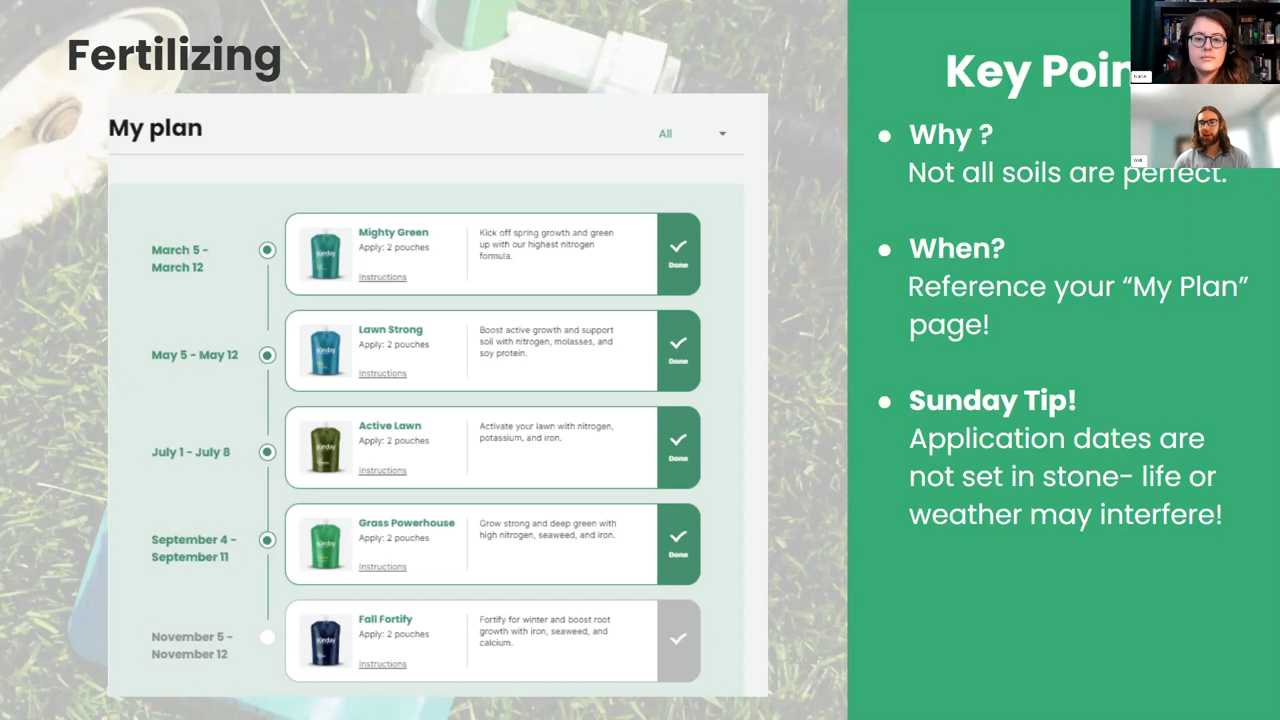 Fertilizing
My plan
All
March 5 -
March 12
Mighty Green
Apply: 2 pouches
Instructions
Kick off spring growth and green
up with our highest nitrogen
formula.
Done
May 5 - May 12
Lawn Strong
Apply: 2 pouches
Instructions
Boost active growth and support
soil with nitrogen, molasses, and
soy protein.
Done
July 1 - July 8
Active Lawn
Apply: 2 pouches
Instructions
Activate your lawn with nitrogen,
potassium, and iron.
Done
September 4 -
September 11
Grass Powerhouse
Apply: 2 pouches
Instructions
Grow strong and deep green with
high nitrogen, seaweed, and iron.
Done
November 5 -
November 12
Fall Fortify
Apply: 2 pouches
Instructions
Fortify for winter and boost root
growth with iron, seaweed, and
calcium.
Key Poin
● Why ?
Not all soils are perfect.
● When?
Reference your “My Plan”
page!
● Sunday Tip!
Application dates are
not set in stone- life or
weather may interfere!